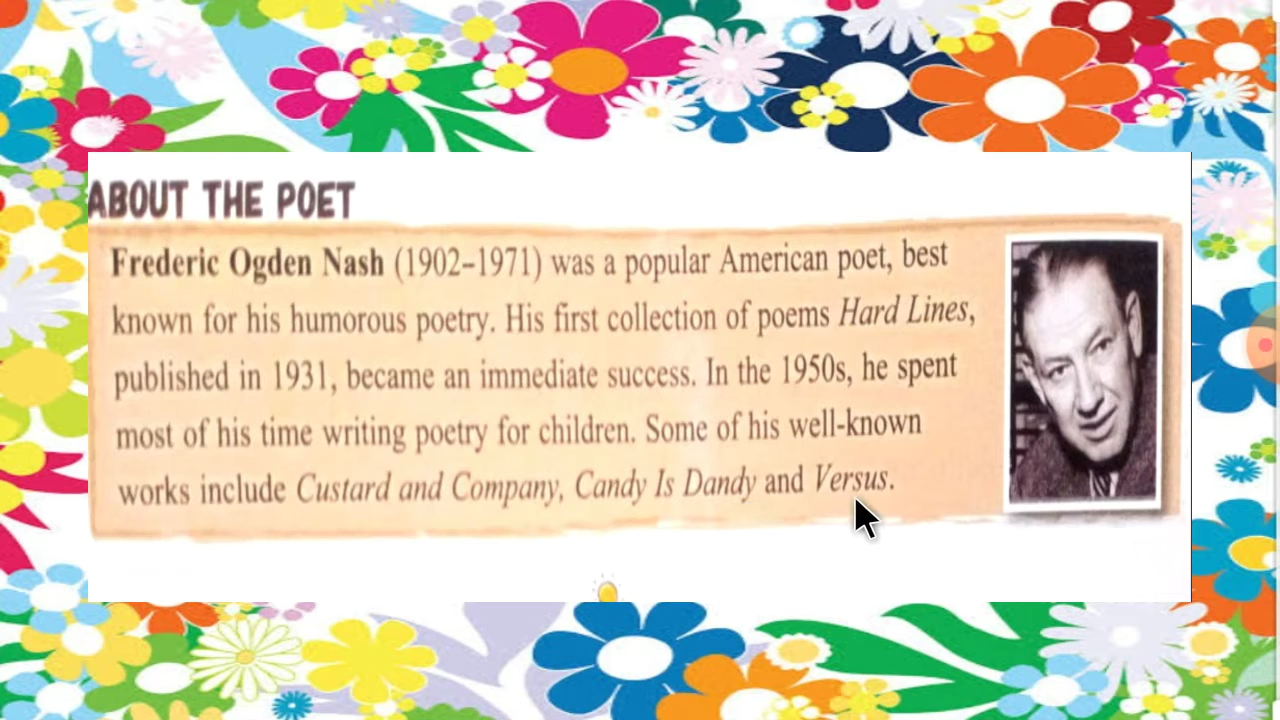 ABOUT THE POET
Frederic Ogden Nash (1902–1971) was a popular American poet, best
known for his humorous poetry. His first collection of poems Hard Lines,
published in 1931, became an immediate success. In the 1950s, he spent
most of his time writing poetry for children. Some of his well-known
works include Custard and Company, Candy Is Dandy and Versus.